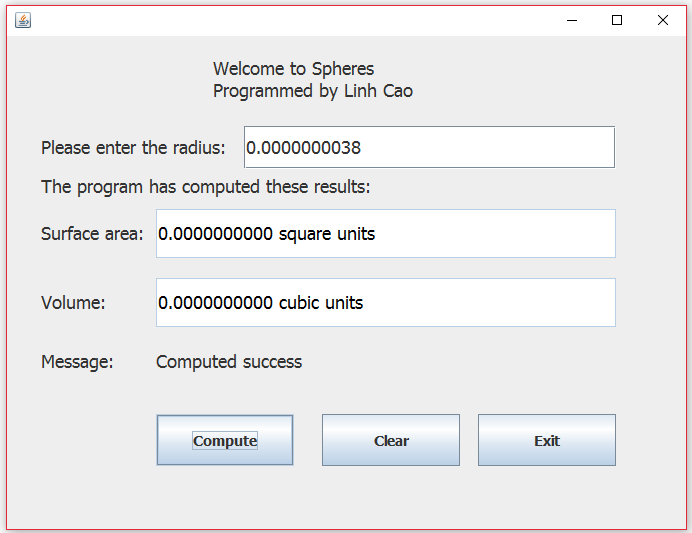 Welcome to Spheres
Programmed by Linh Cao
Please enter the radius: 0.0000000038
The program has computed these results:
Surface area: 0.0000000000 square units
Volume: 0.0000000000 cubic units
Message: Computed success
Compute Clear Exit